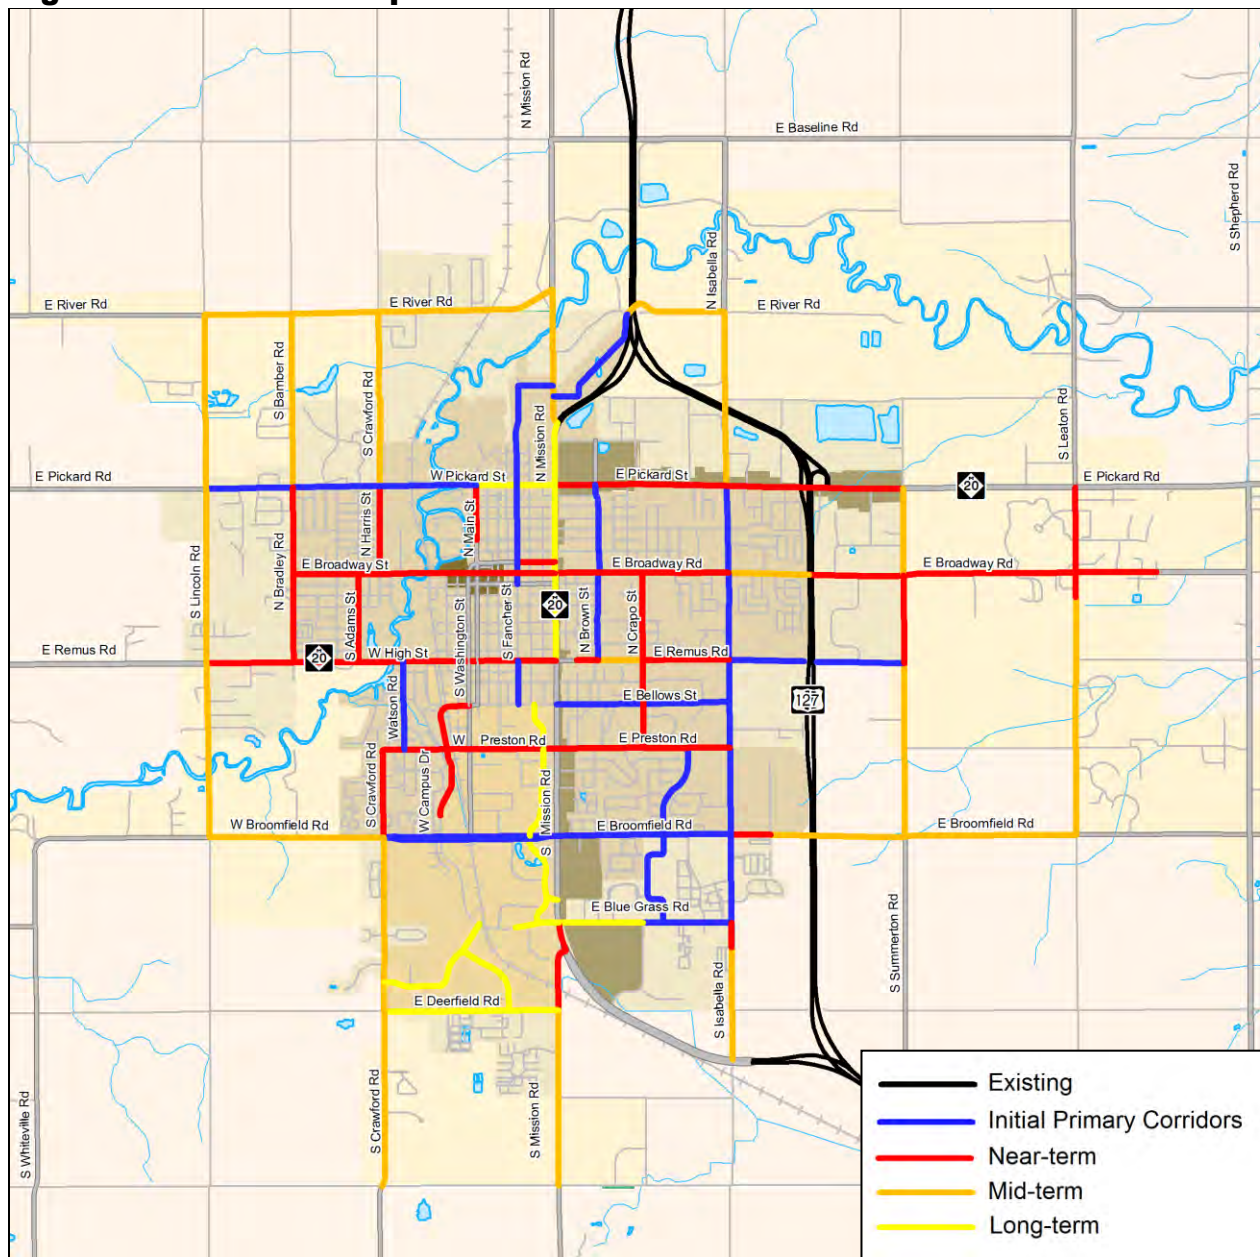 N Mission Rd
E Baseline Rd
S Shepherd Rd
N Isabella Rd
E River Rd
E River Rd
E River Rd
S Bamber Rd
S Crawford Rd
N Mission Rd
S Leaton Rd
E Pickard Rd
W Pickard St
E Pickard St
20
E Pickard Rd
N Harris St
N Main St
S Lincoln Rd
N Bradley Rd
E Broadway St
E Broadway Rd
E Broadway Rd
S Adams St
S Washington St
S Fancher St
20
N Brown St
N Crapo St
E Remus Rd
20
W High St
E Remus Rd
Watson Rd
E Bellows St
127
S Crawford Rd
W Campus Dr
W Preston Rd
E Preston Rd
S Mission Rd
W Broomfield Rd
E Broomfield Rd
E Broomfield Rd
E Blue Grass Rd
S Summerton Rd
S Isabella Rd
E Deerfield Rd
S Whiteville Rd
S Crawford Rd
S Mission Rd
Existing
Initial Primary Corridors
Near-term
Mid-term
Long-term